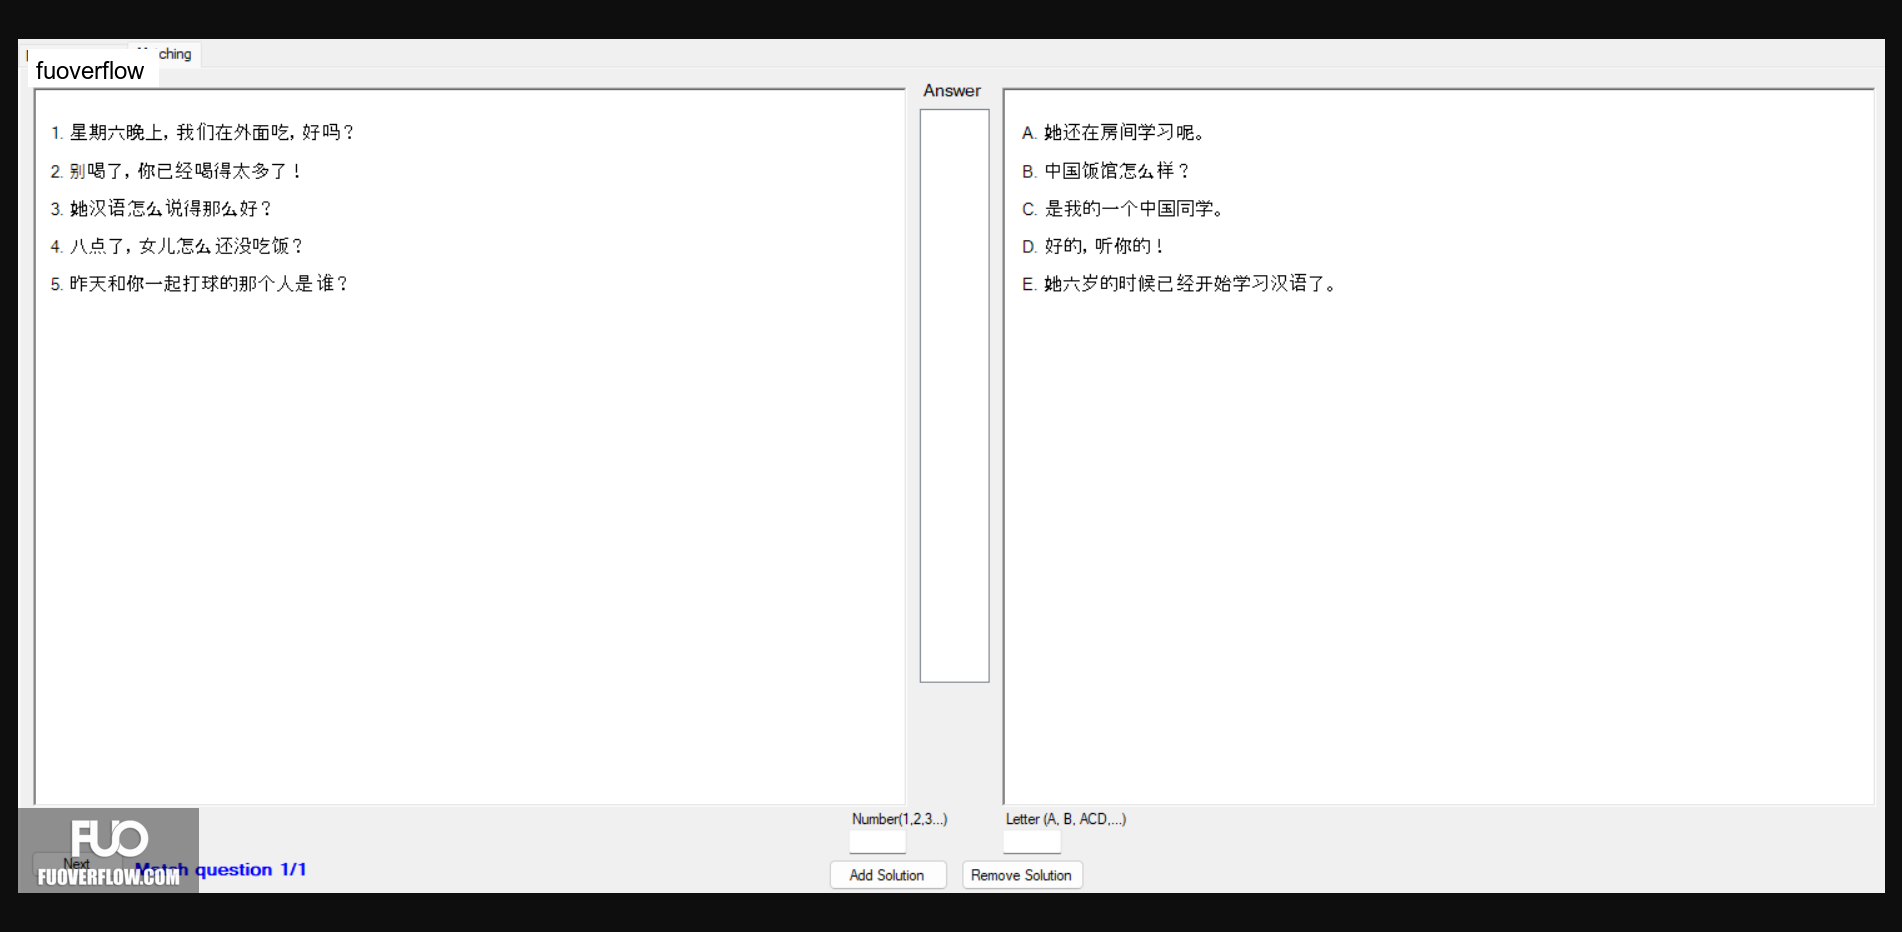 ching
fuoverflow
Answer
1. 星期六晚上, 我们在外面吃, 好吗?
2. 别喝了, 你已经喝得太多了!
3. 她汉语怎么说得那么好?
4. 八点了, 女儿怎么还没吃饭?
5. 昨天和你一起打球的那个人是谁?
A. 她还在房间学习呢。
B. 中国饭馆怎么样?
C. 是我的一个中国同学。
D. 好的, 听你的!
E. 她六岁的时候已经开始学习汉语了。
Number(1,2,3...)
Letter (A, B, ACD,...)
FUO
Next
FUOVERFLOW.COM
Match question 1/1
Add Solution
Remove Solution